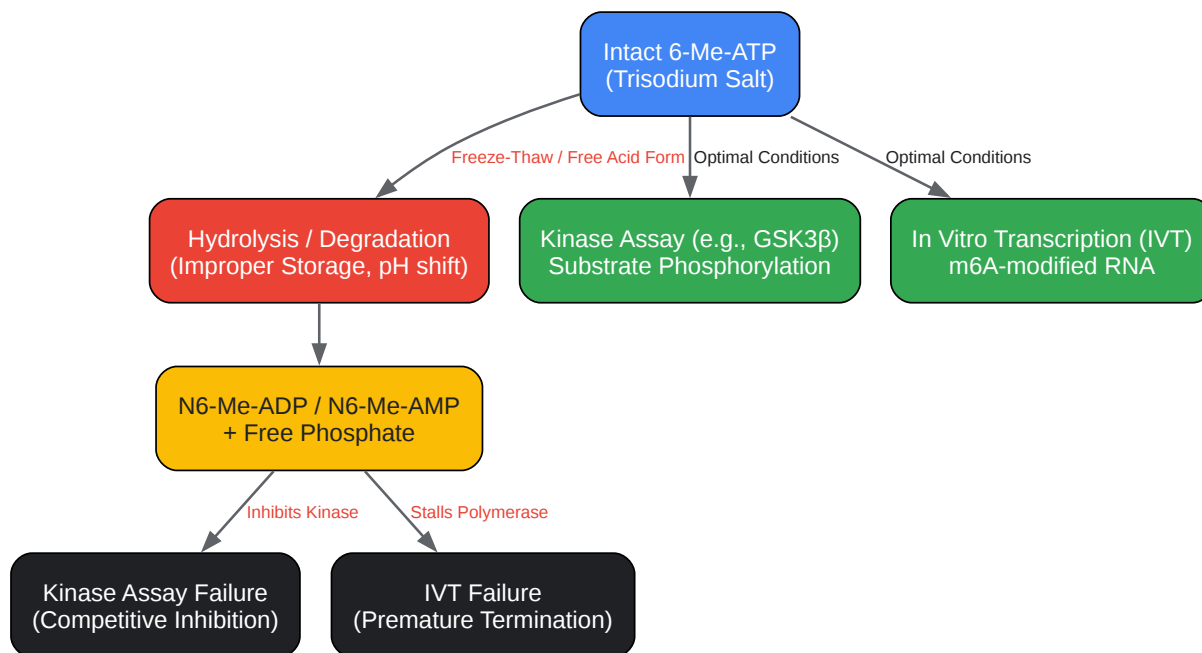 Intact 6-Me-ATP
(Trisodium Salt)
Freeze-Thaw / Free Acid Form
Optimal Conditions
Optimal Conditions
Hydrolysis / Degradation
(Improper Storage, pH shift)
Kinase Assay (e.g., GSK3β)
Substrate Phosphorylation
In Vitro Transcription (IVT)
m6A-modified RNA
N6-Me-ADP / N6-Me-AMP
+ Free Phosphate
Inhibits Kinase
Stalls Polymerase
Kinase Assay Failure
(Competitive Inhibition)
IVT Failure
(Premature Termination)